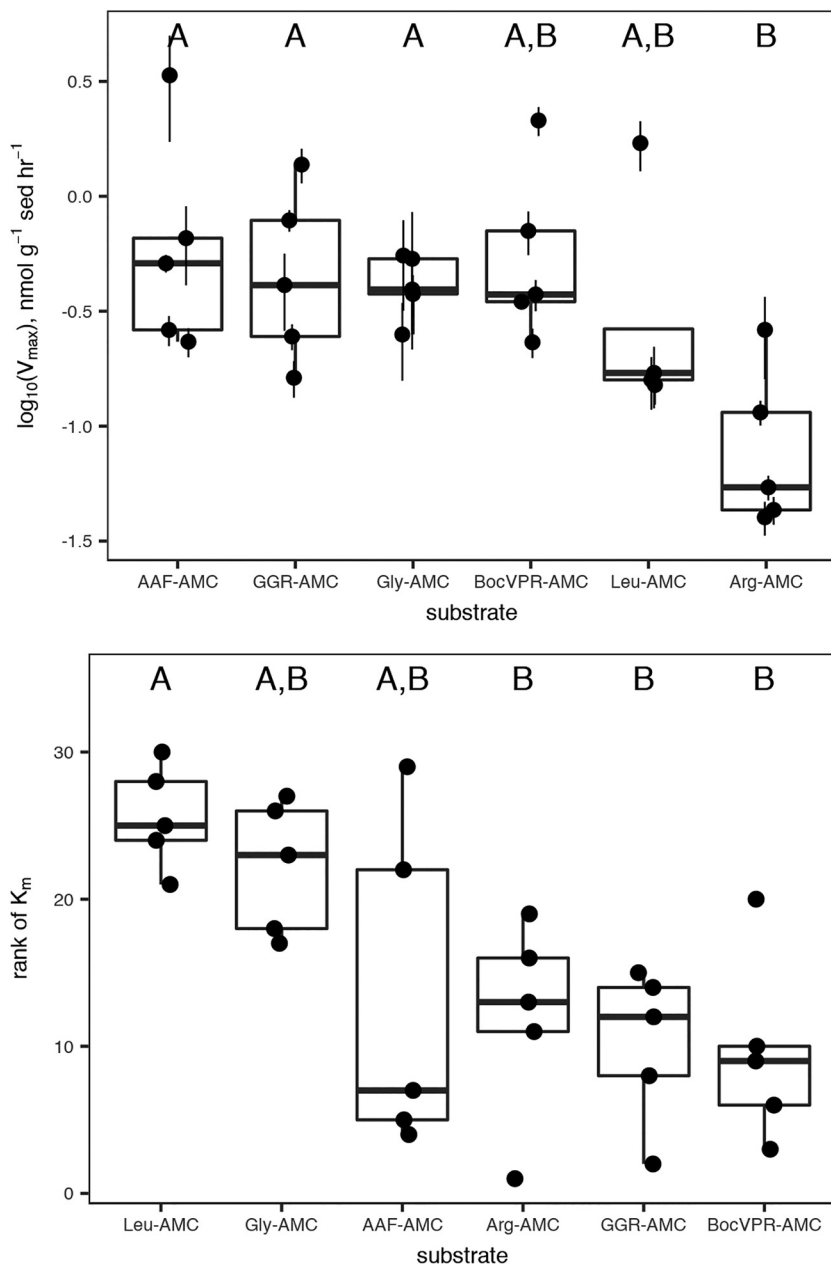 A A A A,B A,B B
log10(Vmax), nmol g−1 sed hr−1
0.5
0.0
-0.5
-1.0
-1.5
AAF-AMC GGR-AMC Gly-AMC BocVPR-AMC Leu-AMC Arg-AMC
substrate
A A,B A,B B B B
rank of Km
30
20
10
0
Leu-AMC Gly-AMC AAF-AMC Arg-AMC GGR-AMC BocVPR-AMC
substrate